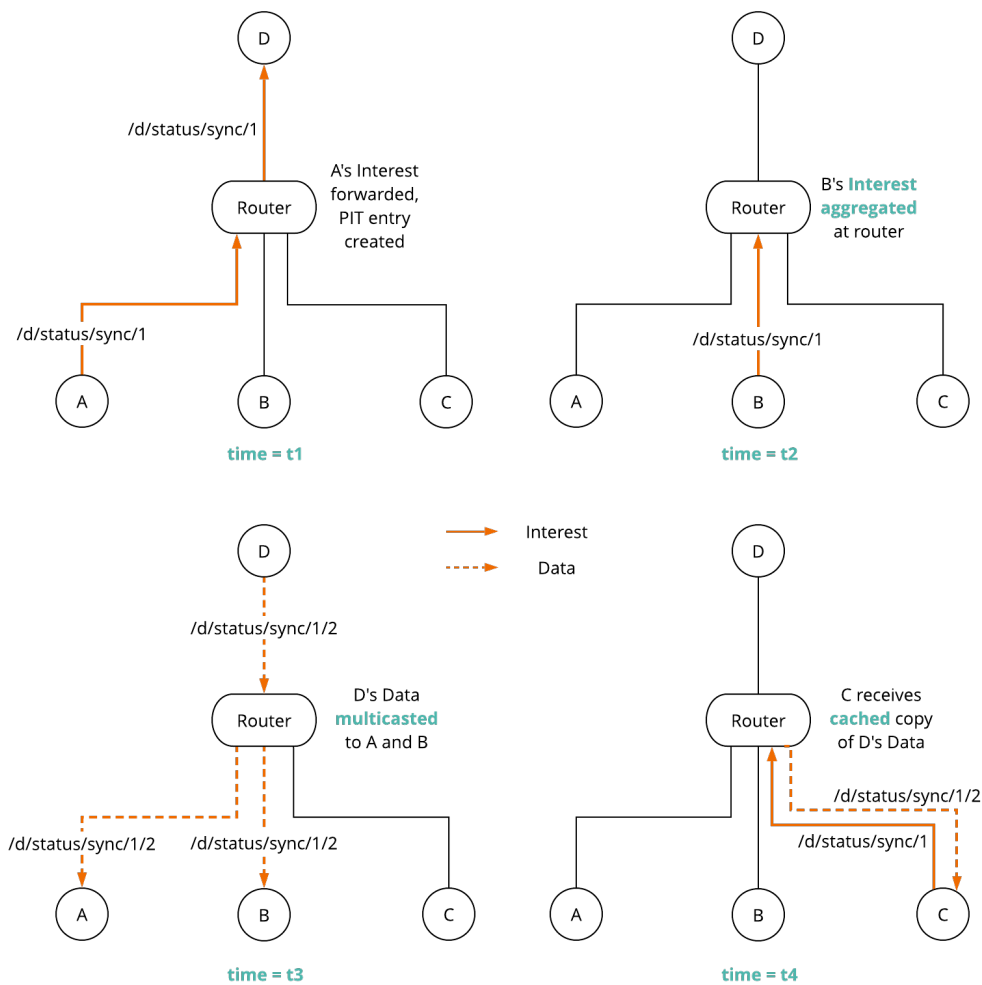 D
/d/status/sync/1
Router
A's Interest
forwarded,
PIT entry
created
/d/status/sync/1
A
B
C
time = t1
D
Router
B's Interest
aggregated
at router
/d/status/sync/1
A
B
C
time = t2
Interest
Data
D
/d/status/sync/1/2
Router
D's Data
multicasted
to A and B
/d/status/sync/1/2
/d/status/sync/1/2
A
B
C
time = t3
D
Router
C receives
cached copy
of D's Data
/d/status/sync/1/2
/d/status/sync/1
A
B
C
time = t4